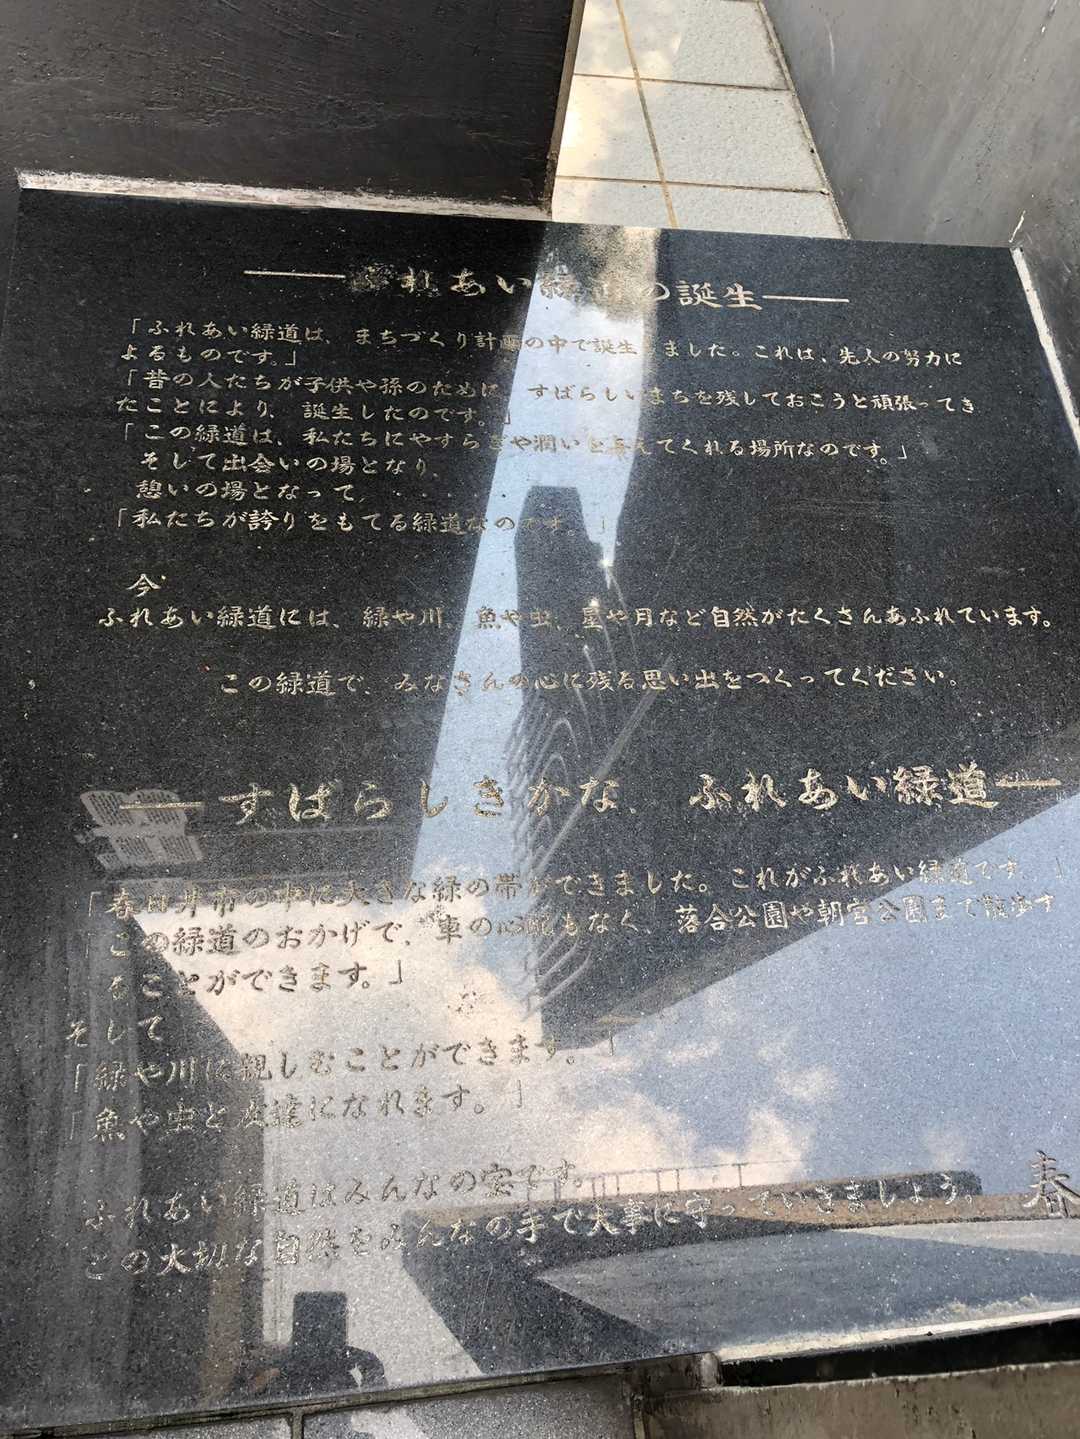 ふれあい緑道の誕生
「ふれあい緑道は、まちづくり計画の中で誕生しました。これは、先人の努力に
よるものです。」
「昔の人たちが子供や孫のために、すばらしいまちを残しておこうと頑張ってき
たことにより、誕生したのです。」
「この緑道は、私たちにやすらぎや潤いを与えてくれる場所なのです。」
そして出会いの場となり、
憩いの場となって、・・・・・
「私たちが誇りをもてる緑道なのです。」
今
ふれあい緑道には、緑や川、魚や虫、星や月など自然がたくさんあふれています。
この緑道で、みなさんの心に残る思い出をつくってください。
すばらしきかな、ふれあい緑道
「春日井市の中に大きな緑の帯ができました。これがふれあい緑道です。」
「この緑道のおかげで、車の心配もなく、落合公園や朝宮公園まで散歩す
ることができます。」
そして
「緑や川に親しむことができます。」
「魚や虫と友達になれます。」
ふれあい緑道はみんなの宝です。
この大切な自然をみんなの手で大事に守っていきましょう。
春